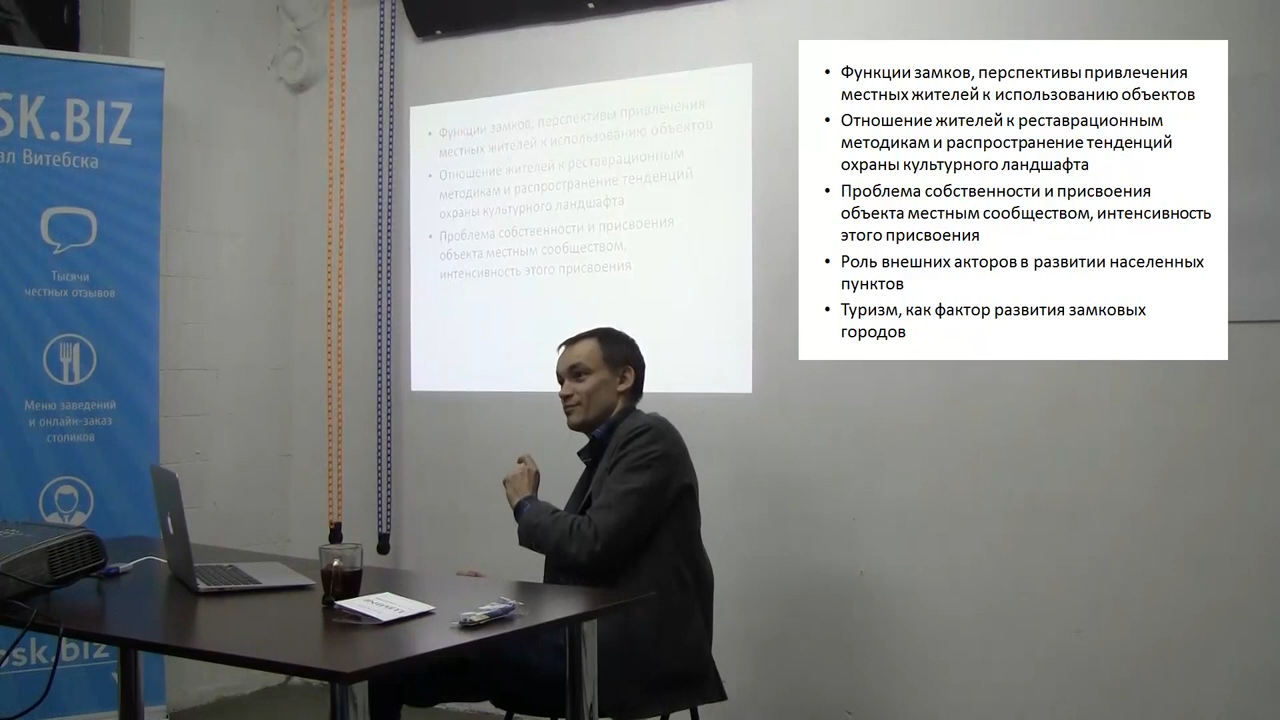 SK.BIZ
ал Витебска
Тысячи
честных отзывов
Меню заведений
и онлайн-заказ
столиков
sk.biz
• Функции замков, перспективы привлечения
местных жителей к использованию объектов
• Отношение жителей к реставрационным
методикам и распространение тенденций
охраны культурного ландшафта
• Проблема собственности и присвоения
объекта местным сообществом,
интенсивность этого присвоения
• Функции замков, перспективы привлечения
местных жителей к использованию объектов
• Отношение жителей к реставрационным
методикам и распространение тенденций
охраны культурного ландшафта
• Проблема собственности и присвоения
объекта местным сообществом, интенсивность
этого присвоения
• Роль внешних акторов в развитии населенных
пунктов
• Туризм, как фактор развития замковых
городов